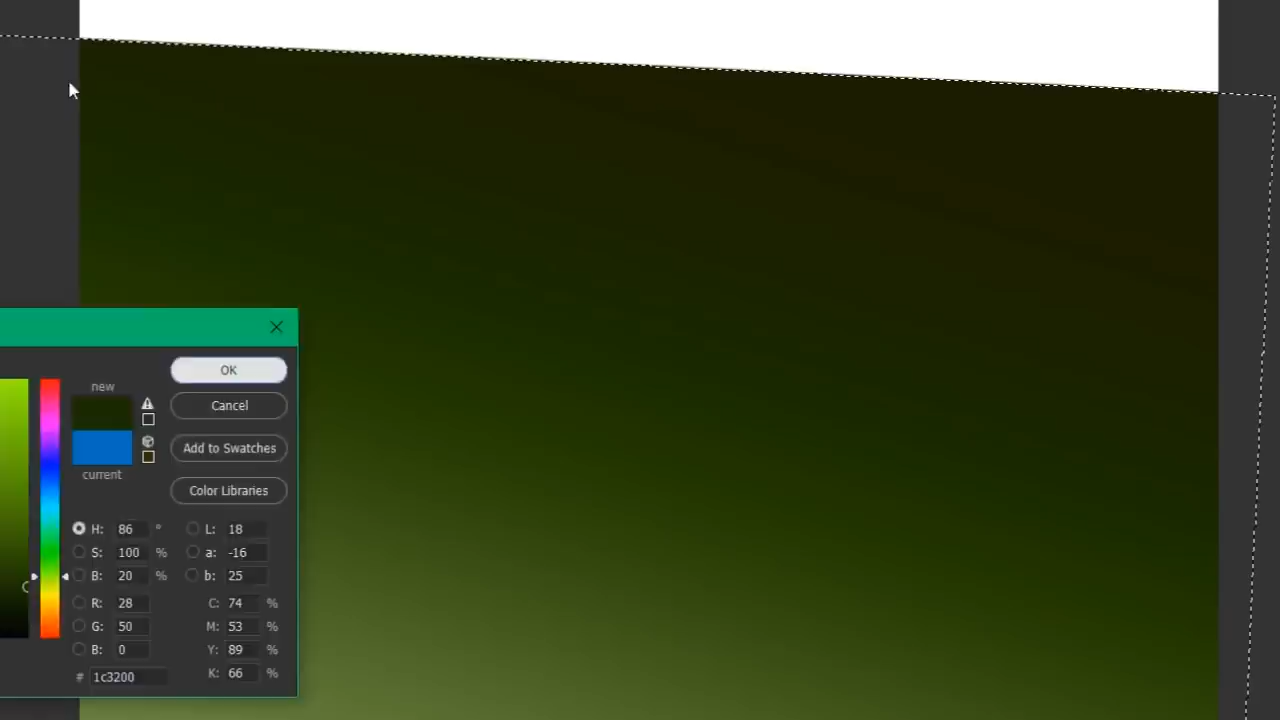 OK
new
Cancel
Add to Swatches
current
Color Libraries
H: 86 ° L: 18
S: 100 % a: -16
B: 20 % b: 25
R: 28 C: 74 %
G: 50 M: 53 %
B: 0 Y: 89 %
# 1c3200 K: 66 %